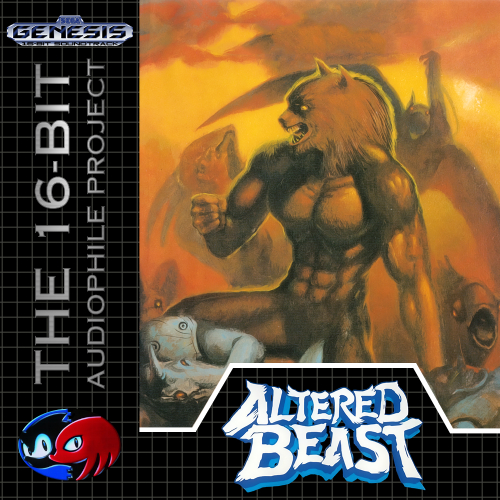 SEGA
GENESIS
16-BIT SOUNDTRACK
THE 16-BIT
AUDIOPHILE PROJECT
ALTERED
BEAST